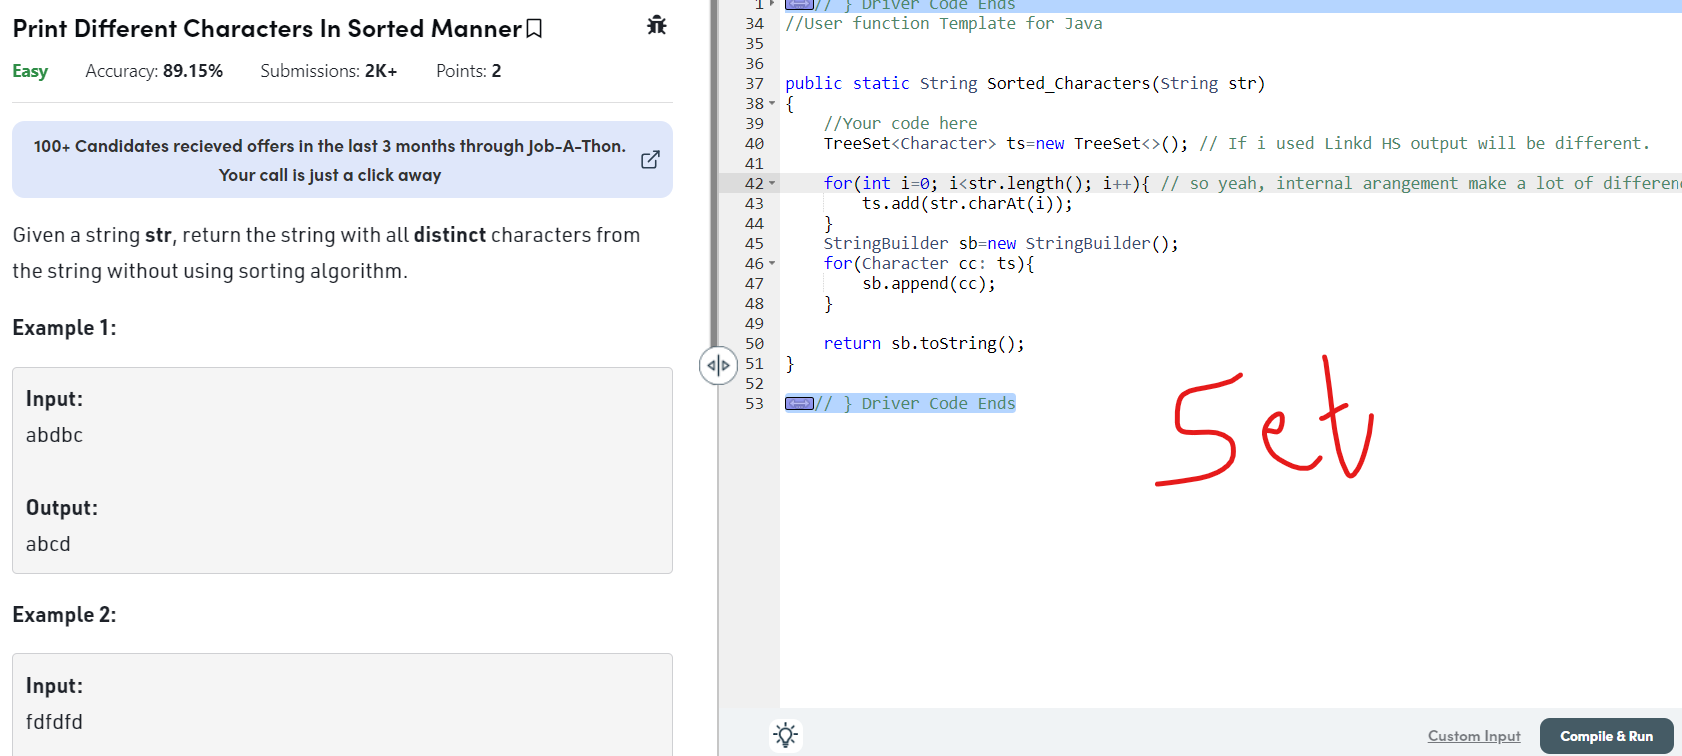 Print Different Characters In Sorted Manner
Easy Accuracy: 89.15% Submissions: 2K+ Points: 2
100+ Candidates recieved offers in the last 3 months through Job-A-Thon.
Your call is just a click away
Given a string str, return the string with all distinct characters from
the string without using sorting algorithm.
Example 1:
Input:
abdbc
Output:
abcd
Example 2:
Input:
fdfdfd
1 // } Driver Code Ends
34 //User function Template for Java
35
36
37 public static String Sorted_Characters(String str)
38 {
39 //Your code here
40 TreeSet<Character> ts=new TreeSet<>(); // If i used Linkd HS output will be different.
41
42 for(int i=0; i<str.length(); i++){ // so yeah, internal arangement make a lot of differen
43 ts.add(str.charAt(i));
44 }
45 StringBuilder sb=new StringBuilder();
46 for(Character cc: ts){
47 sb.append(cc);
48 }
49
50 return sb.toString();
51 }
52
53 // } Driver Code Ends
Set
Custom Input Compile & Run